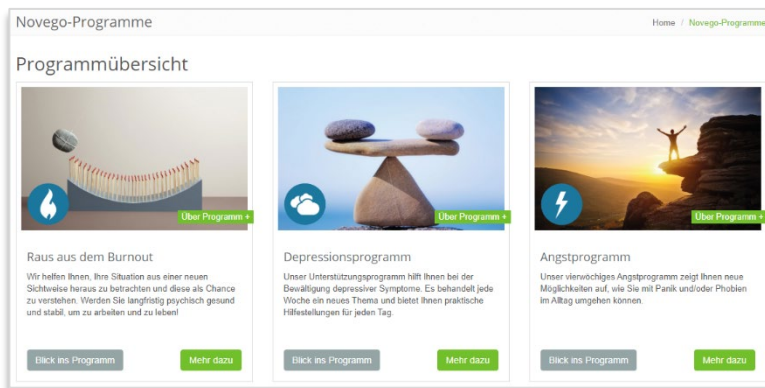 Novego-Programme
Home / Novego-Programme
Programmübersicht
Über Programm +
Über Programm +
Über Programm +
Raus aus dem Burnout
Wir helfen Ihnen, Ihre Situation aus einer neuen
Sichtweise heraus zu betrachten und diese als Chance
zu verstehen. Werden Sie langfristig psychisch gesund
und stabil, um zu arbeiten und zu leben!
Blick ins Programm
Mehr dazu
Depressionsprogramm
Unser Unterstützungsprogramm hilft Ihnen bei der
Bewältigung depressiver Symptome. Es behandelt jede
Woche ein neues Thema und bietet Ihnen praktische
Hilfestellungen für jeden Tag.
Blick ins Programm
Mehr dazu
Angstprogramm
Unser vierwöchiges Angstprogramm zeigt Ihnen neue
Möglichkeiten auf, wie Sie mit Panik und/oder Phobien
im Alltag umgehen können.
Blick ins Programm
Mehr dazu